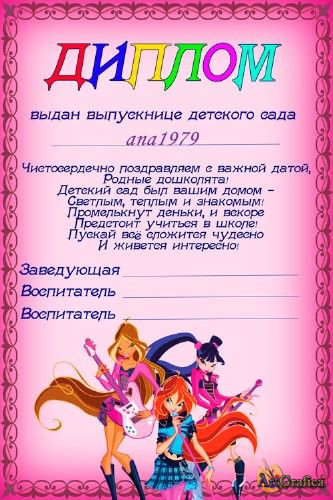 ДИПЛОМ
выдан выпускнице детского сада
ana1979
Чистосердечно поздравляем с важной датой,
Родные дошколята!
Детский сад был вашим домом -
Светлым, теплым и знакомым!
Промелькнут деньки, и вскоре
Предстоит учиться в школе!
Пускай всё сложится чудесно
И живется интересно!
Заведующая
Воспитатель
Воспитатель
ArtGrafica